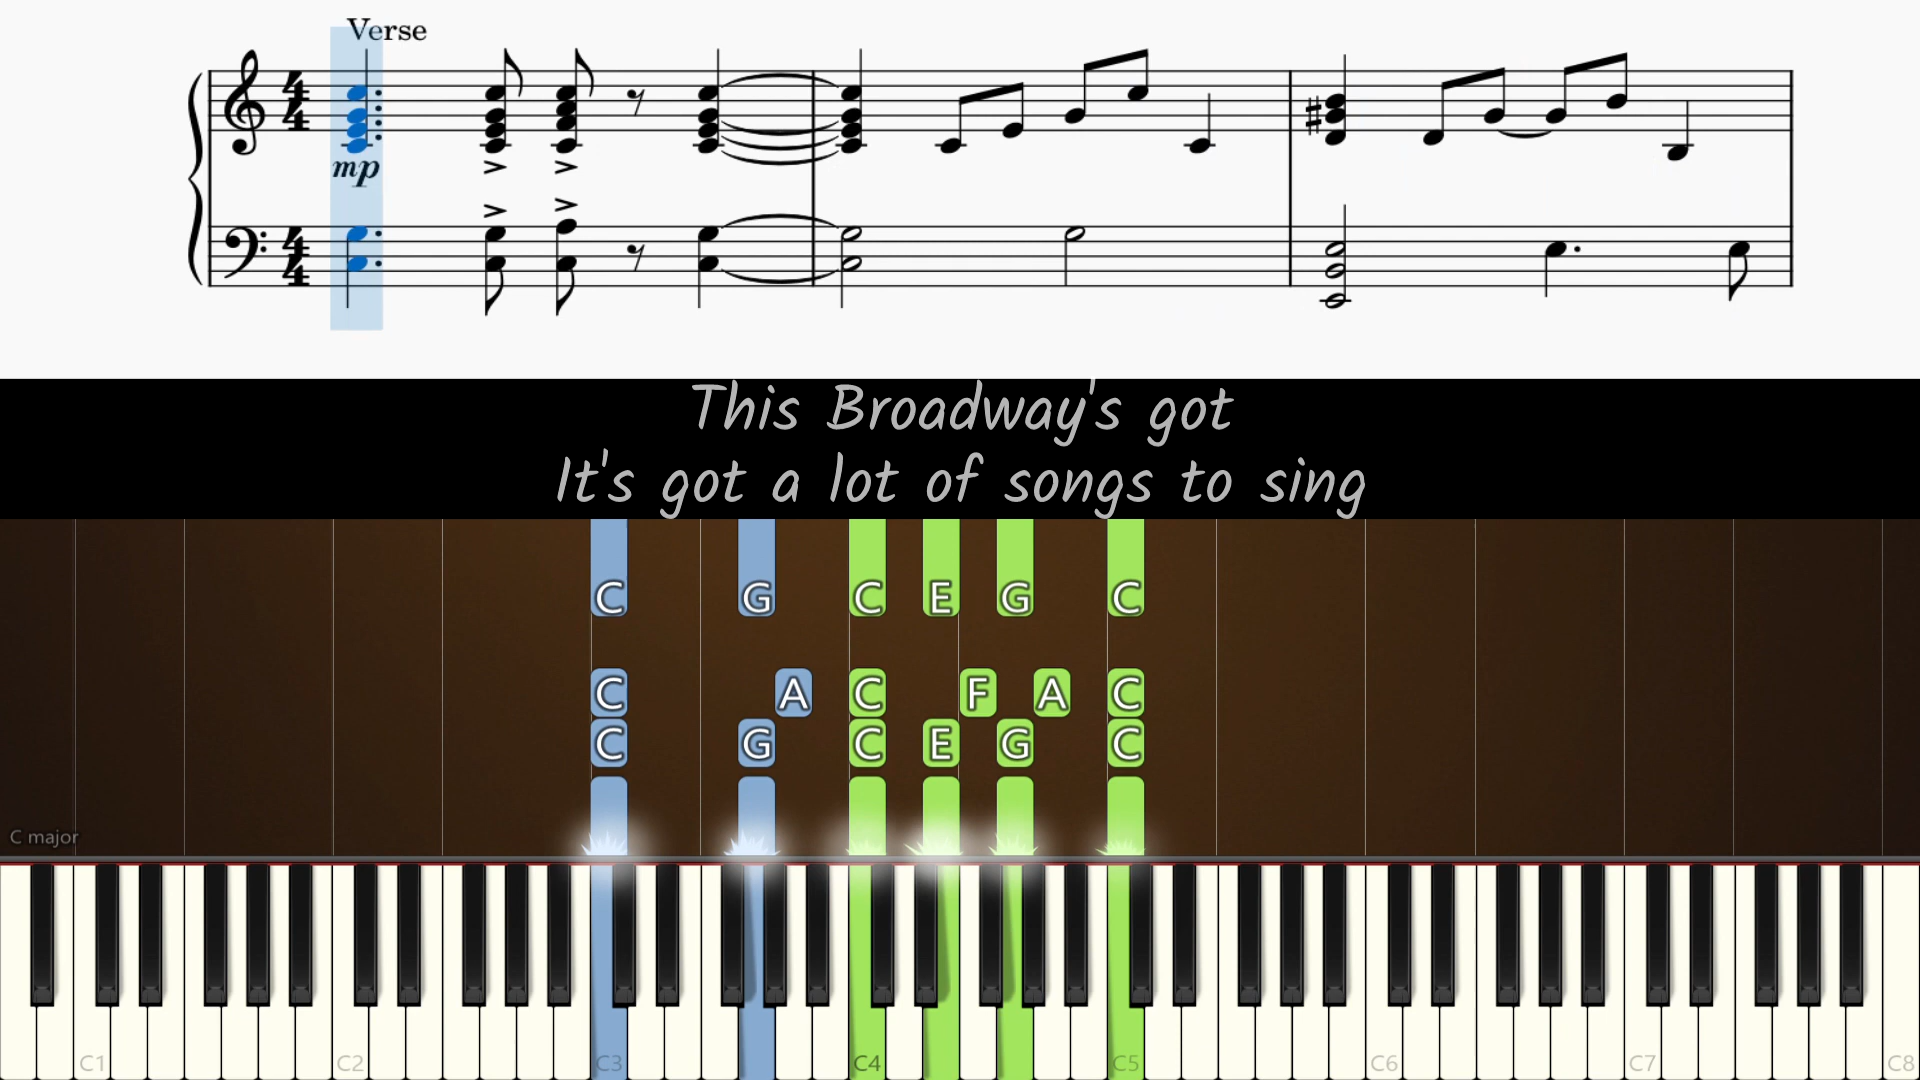 Verse
mp
This Broadway's got
It's got a lot of songs to sing
C G C E G C
C A C F A C
C G C E G C
C major
C1 C2 C3 C4 C5 C6 C7 C8